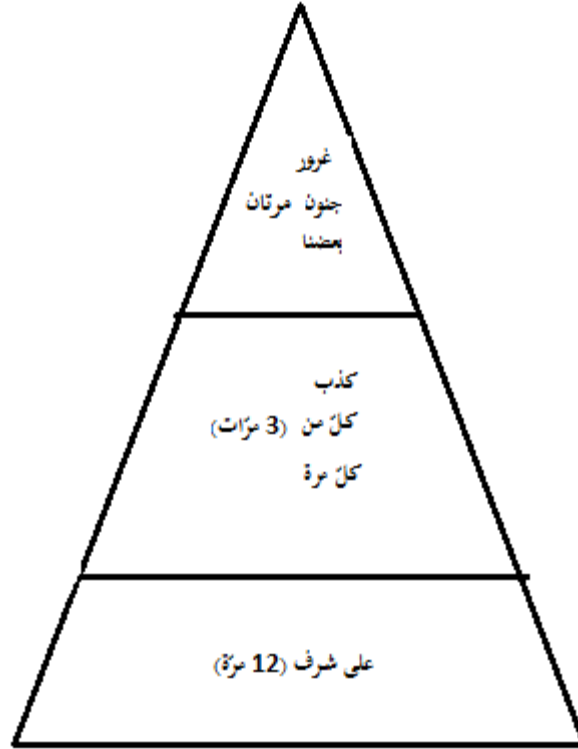 غرور
جنون مرتان
بعضنا
كذب
كلّ من (3 مرّات)
كلّ مرة
على شرف (12 مرّة)